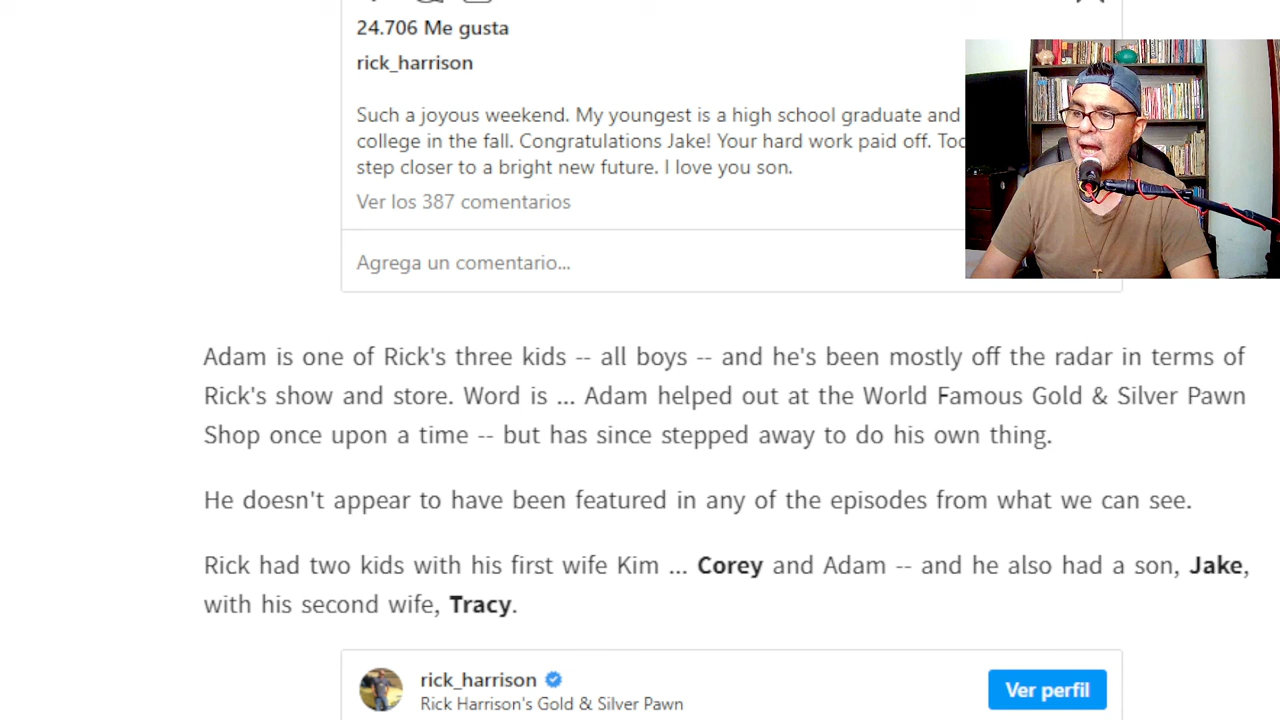 24.706 Me gusta
rick_harrison
Such a joyous weekend. My youngest is a high school graduate and
college in the fall. Congratulations Jake! Your hard work paid off.
step closer to a bright new future. I love you son.
Ver los 387 comentarios
Agrega un comentario...
Adam is one of Rick's three kids -- all boys -- and he's been mostly off the radar in terms of
Rick's show and store. Word is ... Adam helped out at the World Famous Gold & Silver Pawn
Shop once upon a time -- but has since stepped away to do his own thing.
He doesn't appear to have been featured in any of the episodes from what we can see.
Rick had two kids with his first wife Kim ... Corey and Adam -- and he also had a son, Jake,
with his second wife, Tracy.
rick_harrison
Ver perfil
Rick Harrison's Gold & Silver Pawn